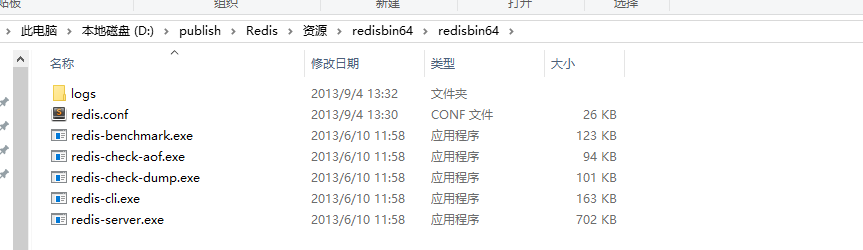 贴板 组织 新建 打开 选择
此电脑 本地磁盘 (D:) publish Redis 资源 redisbin64 redisbin64
名称 修改日期 类型 大小
logs 2013/9/4 13:32 文件夹
redis.conf 2013/9/4 13:30 CONF 文件 26 KB
redis-benchmark.exe 2013/6/10 11:58 应用程序 123 KB
redis-check-aof.exe 2013/6/10 11:58 应用程序 94 KB
redis-check-dump.exe 2013/6/10 11:58 应用程序 101 KB
redis-cli.exe 2013/6/10 11:58 应用程序 163 KB
redis-server.exe 2013/6/10 11:58 应用程序 702 KB